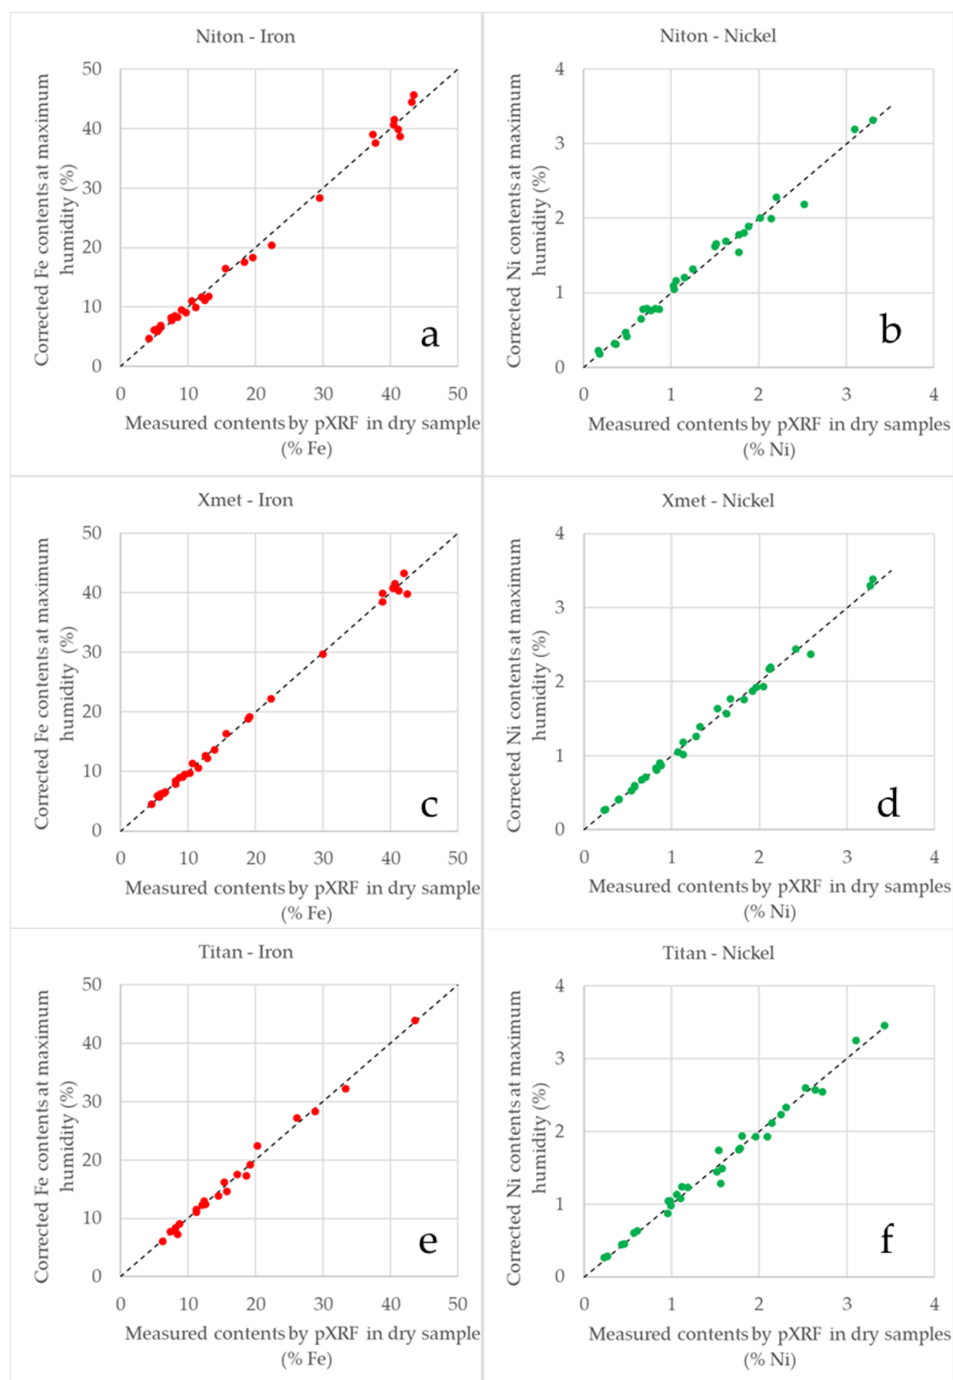 Niton - Iron
50
40
30
20
10
0
0 10 20 30 40 50
Corrected Fe contents at maximum
humidity (%)
Measured contents by pXRF in dry sample
(% Fe)
a
Niton - Nickel
4
3
2
1
0
0 1 2 3 4
Corrected Ni contents at maximum
humidity (%)
Measured contents by pXRF in dry samples
(% Ni)
b
Xmet - Iron
50
40
30
20
10
0
0 10 20 30 40 50
Corrected Fe contents at maximum
humidity (%)
Measured contents by pXRF in dry sample
(% Fe)
c
Xmet - Nickel
4
3
2
1
0
0 1 2 3 4
Corrected Ni contents at maximum
humidity (%)
Measured contents by pXRF in dry samples
(% Ni)
d
Titan - Iron
50
40
30
20
10
0
0 10 20 30 40 50
Corrected Fe contents at maximum
humidity (%)
Measured contents by pXRF in dry sample
(% Fe)
e
Titan - Nickel
4
3
2
1
0
0 1 2 3 4
Corrected Ni contents at maximum
humidity (%)
Measured contents by pXRF in dry samples
(% Ni)
f